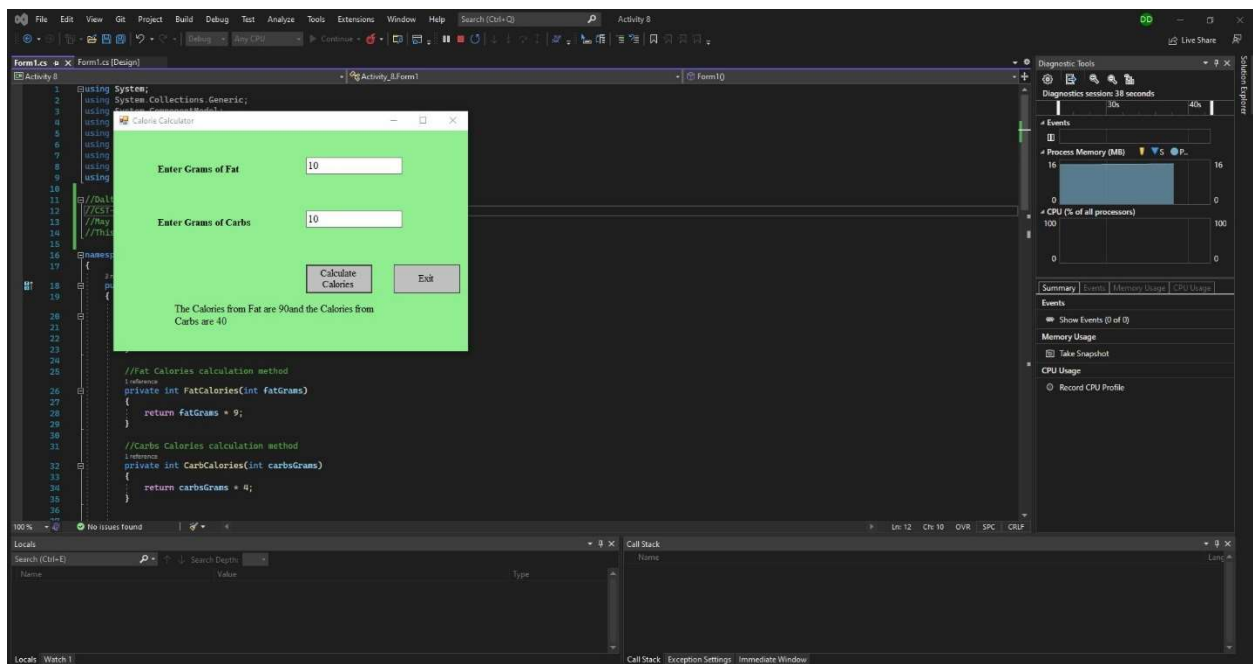 File Edit View Git Project Build Debug Test Analyze Tools Extensions Window Help Search (Ctrl+Q) Activity 8 DD
Debug Any CPU Continue Live Share
Form1.cs Form1.cs [Design]
Activity 8 Activity_8.Form1 Form1()
1 using System;
2 using System.Collections.Generic;
3 using System.ComponentModel;
4 using
5 using
6 using
7 using
8 using
9 using
10
11 //Dalt
12 //CST-
13 //May
14 //This
15
16 namesp
17 {
18 pu
19 {
20
21
22
23
24
25 //Fat Calories calculation method
1 reference
26 private int FatCalories(int fatGrams)
27 {
28 return fatGrams * 9;
29 }
30
31 //Carbs Calories calculation method
1 reference
32 private int CarbCalories(int carbsGrams)
33 {
34 return carbsGrams * 4;
35 }
36
Calorie Calculator
Enter Grams of Fat 10
Enter Grams of Carbs 10
Calculate
Calories
Exit
The Calories from Fat are 90and the Calories from
Carbs are 40
100 % No issues found Ln: 12 Ch: 10 OVR SPC CRLF
Diagnostic Tools
Diagnostics session: 38 seconds
30s 40s
Events
Process Memory (MB) S P...
16 16
0 0
CPU (% of all processors)
100 100
0 0
Summary Events Memory Usage CPU Usage
Events
Show Events (0 of 0)
Memory Usage
Take Snapshot
CPU Usage
Record CPU Profile
Solution Explorer
Locals
Search (Ctrl+E) Search Depth:
Name Value Type
Locals Watch 1
Call Stack
Name Lang
Call Stack Exception Settings Immediate Window